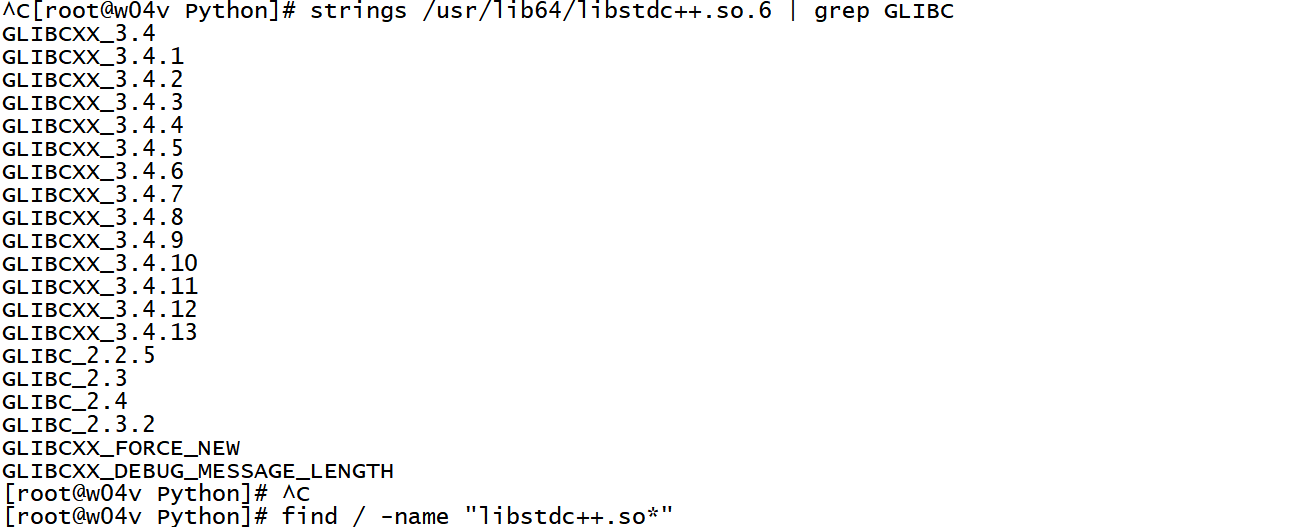 ^C[root@w04v Python]# strings /usr/lib64/libstdc++.so.6 | grep GLIBC
GLIBCXX_3.4
GLIBCXX_3.4.1
GLIBCXX_3.4.2
GLIBCXX_3.4.3
GLIBCXX_3.4.4
GLIBCXX_3.4.5
GLIBCXX_3.4.6
GLIBCXX_3.4.7
GLIBCXX_3.4.8
GLIBCXX_3.4.9
GLIBCXX_3.4.10
GLIBCXX_3.4.11
GLIBCXX_3.4.12
GLIBCXX_3.4.13
GLIBC_2.2.5
GLIBC_2.3
GLIBC_2.4
GLIBC_2.3.2
GLIBCXX_FORCE_NEW
GLIBCXX_DEBUG_MESSAGE_LENGTH
[root@w04v Python]# ^C
[root@w04v Python]# find / -name "libstdc++.so*"